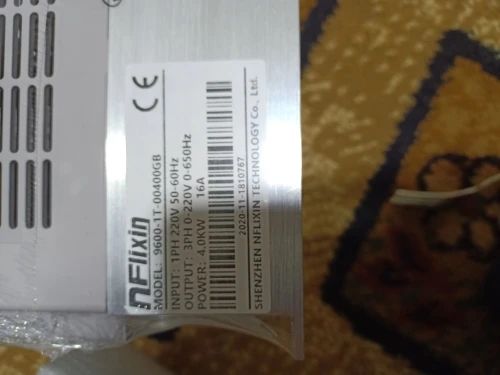 nFlixin
CE
MODEL: 9600-1T-00400GB
INPUT: 1PH 220V 50-60Hz
OUTPUT: 3PH 0-220V 0-650Hz
POWER: 4.0KW 16A
2020-11-1810767
SHENZHEN NFLIXIN TECHNOLOGY Co., Ltd.